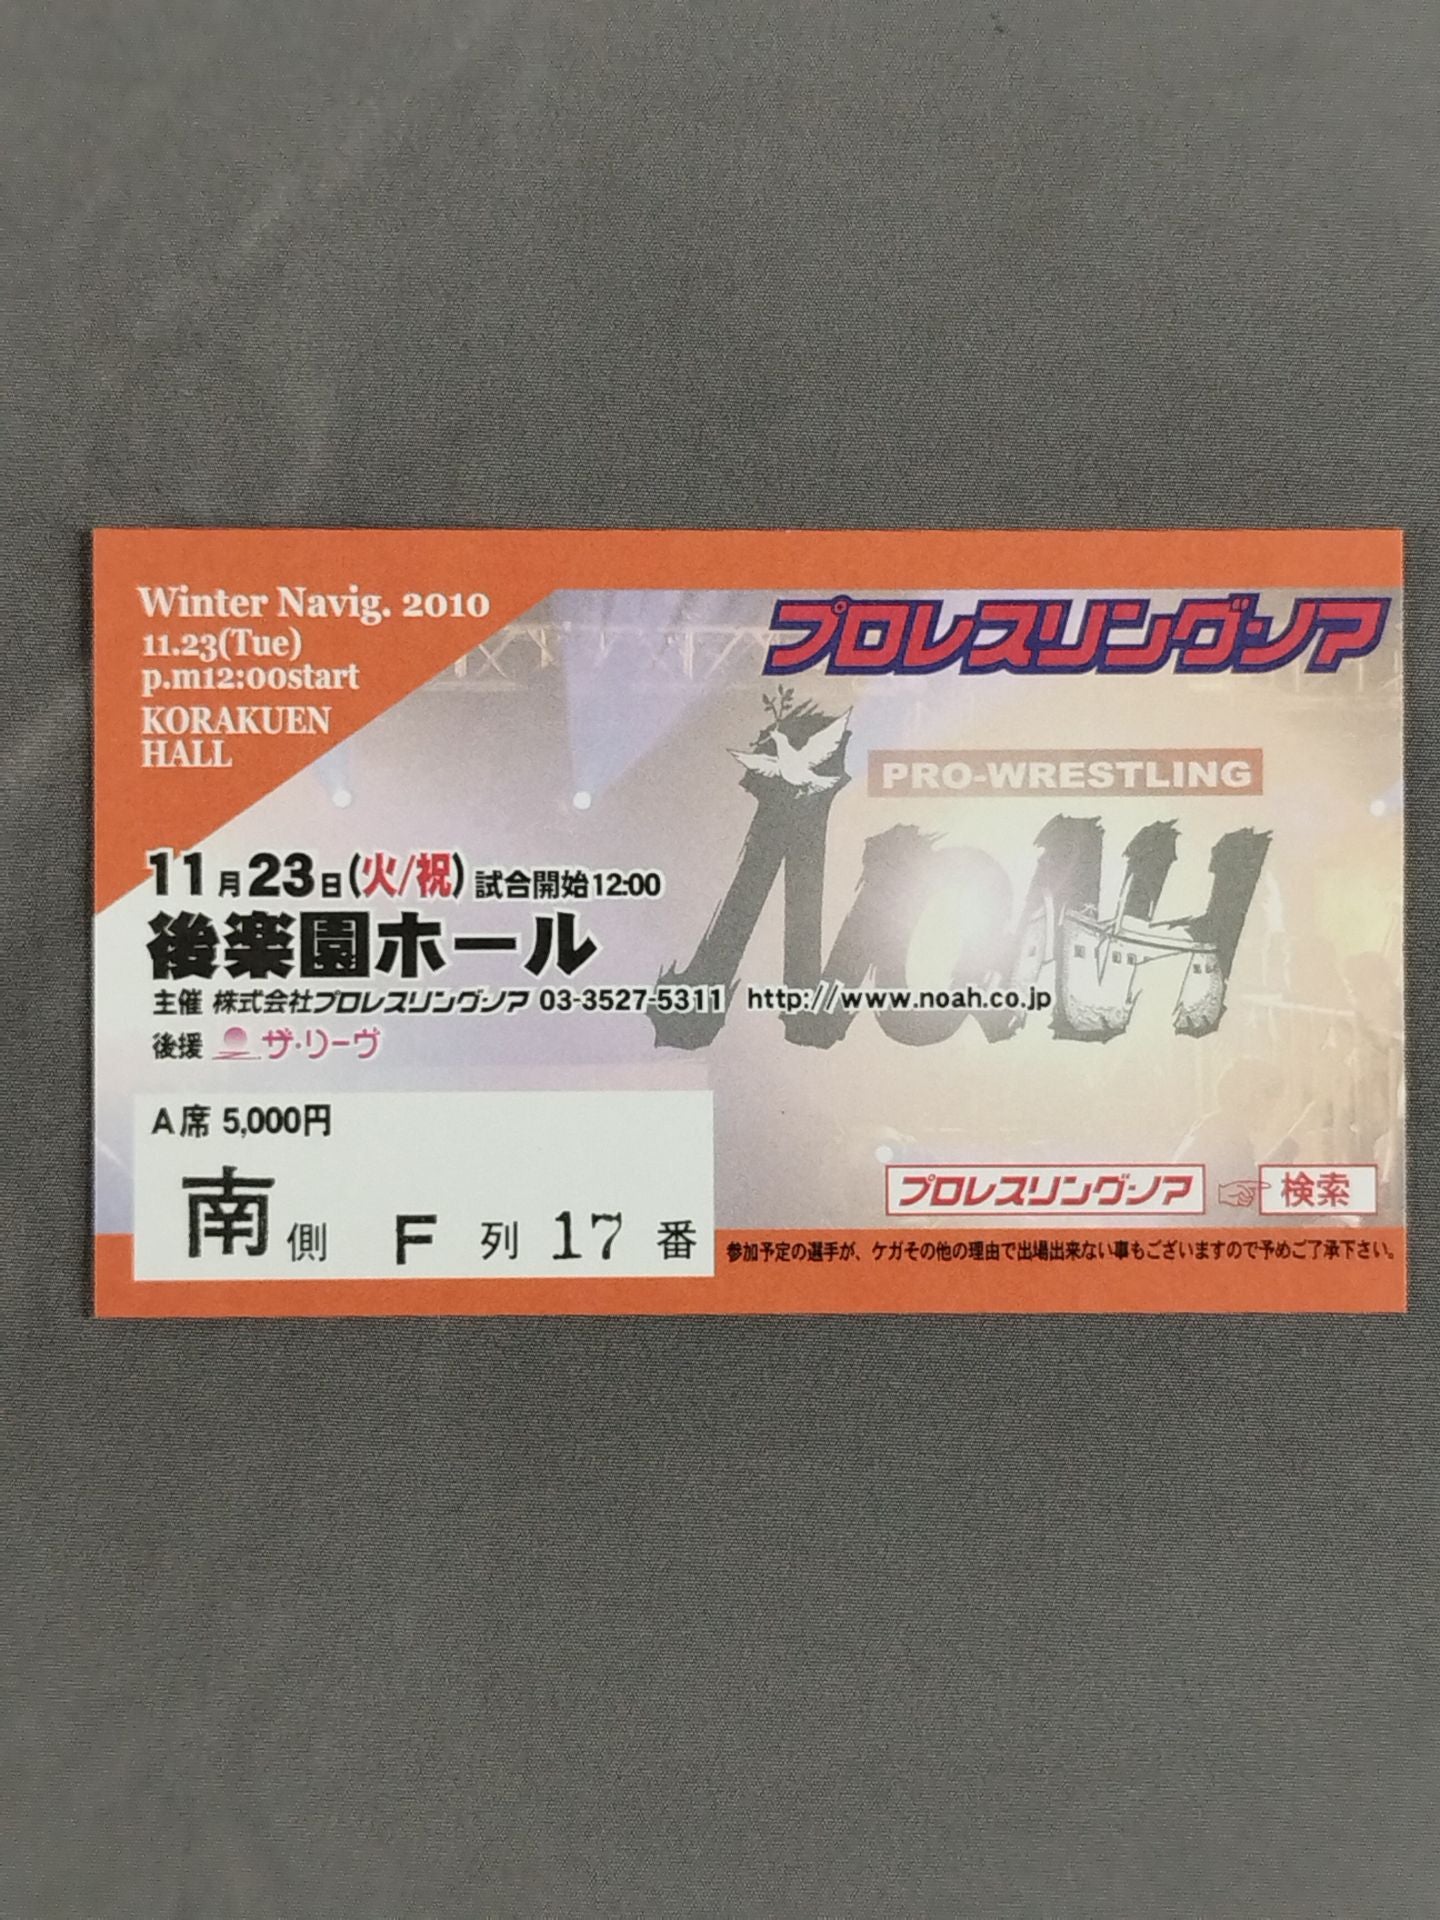 Winter Navig. 2010
11.23(Tue)
p.m12:00start
KORAKUEN
HALL
プロレスリング・ノア
PRO-WRESTLING
NOAH
11月23日(火/祝)試合開始12:00
後楽園ホール
主催 株式会社プロレスリング・ノア 03-3527-5311 http://www.noah.co.jp
後援 ザ・リーヴ
A席 5,000円
南側 F 列 17 番
プロレスリング・ノア ☞ 検索
参加予定の選手が、ケガその他の理由で出場出来ない事もございますので予めご了承下さい。